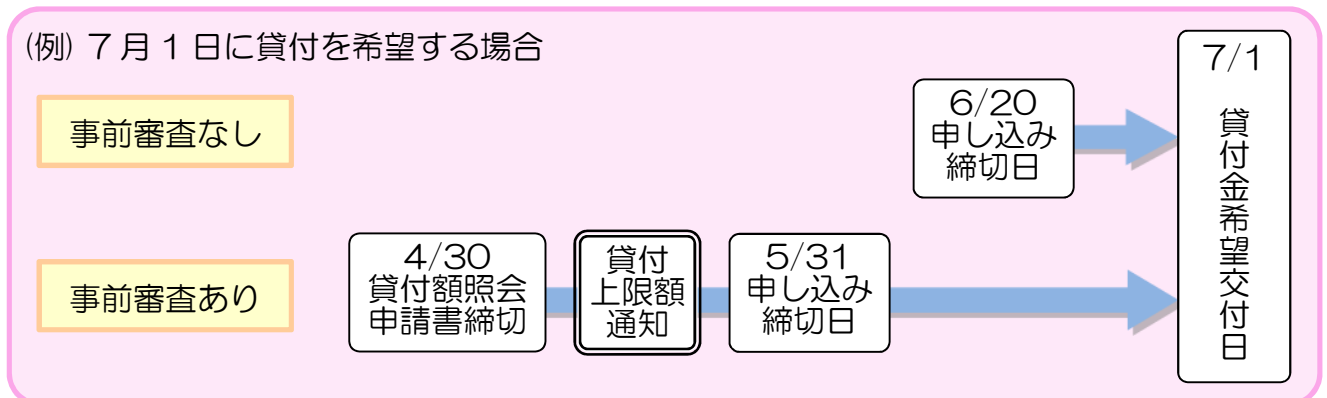 (例) 7月1日に貸付を希望する場合
事前審査なし
6/20
申し込み
締切日
事前審査あり
4/30
貸付額照会
申請書締切
貸付
上限額
通知
5/31
申し込み
締切日
7/1
貸付金希望交付日